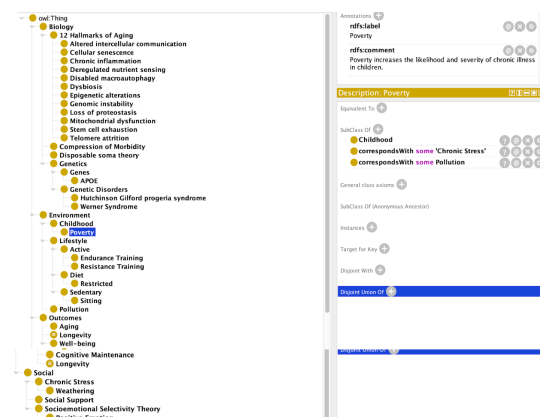 owl:Thing
Biology
12 Hallmarks of Aging
Altered intercellular communication
Cellular senescence
Chronic inflammation
Deregulated nutrient sensing
Disabled macroautophagy
Dysbiosis
Epigenetic alterations
Genomic instability
Loss of proteostasis
Mitochondrial dysfunction
Stem cell exhaustion
Telomere attrition
Compression of Morbidity
Disposable soma theory
Genetics
Genes
APOE
Genetic Disorders
Hutchinson Gilford progeria syndrome
Werner Syndrome
Environment
Childhood
Poverty
Lifestyle
Active
Endurance Training
Resistance Training
Diet
Restricted
Sedentary
Sitting
Pollution
Outcomes
Aging
Longevity
Well-being
Cognitive Maintenance
Longevity
Social
Chronic Stress
Weathering
Social Support
Socioemotional Selectivity Theory
Positive Emotion
Annotations
rdfs:label
Poverty
rdfs:comment
Poverty increases the likelihood and severity of chronic illness
in children.
Description: Poverty
Equivalent To
SubClass Of
Childhood
correspondsWith some 'Chronic Stress'
correspondsWith some Pollution
General class axioms
SubClass Of (Anonymous Ancestor)
Instances
Target for Key
Disjoint With
Disjoint Union Of
Disjoint Union Of